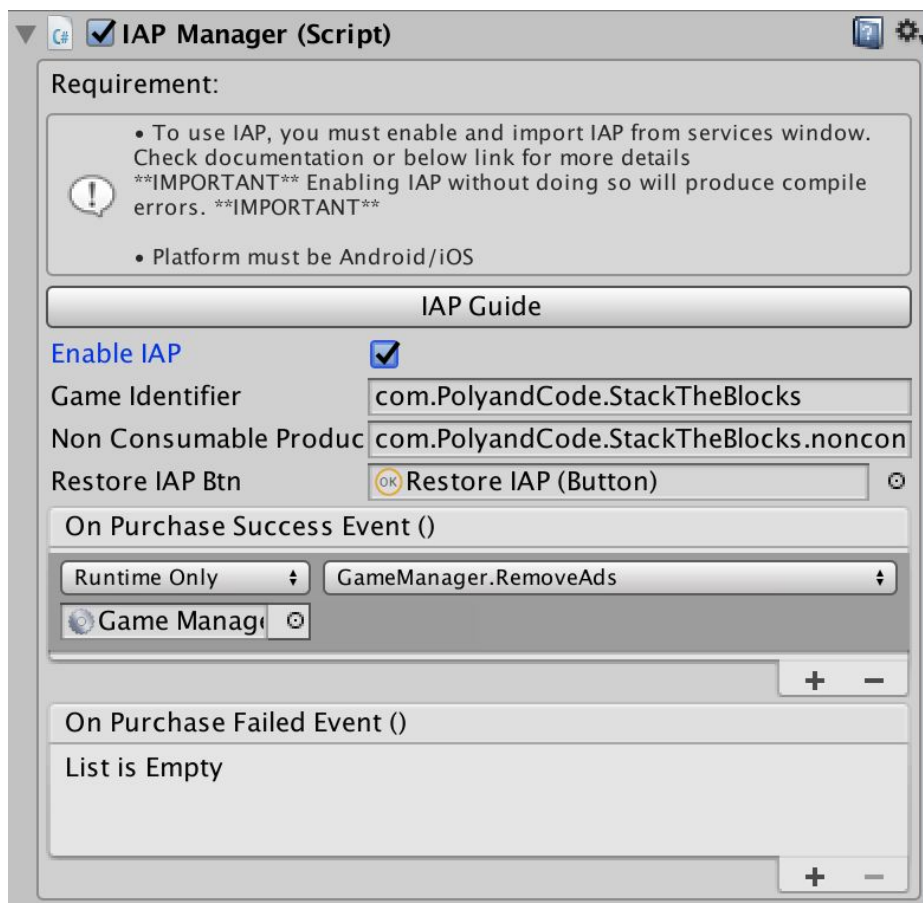 IAP Manager (Script)
Requirement:
• To use IAP, you must enable and import IAP from services window.
Check documentation or below link for more details
**IMPORTANT** Enabling IAP without doing so will produce compile
errors. **IMPORTANT**
• Platform must be Android/iOS
IAP Guide
Enable IAP
Game Identifier com.PolyandCode.StackTheBlocks
Non Consumable Produc com.PolyandCode.StackTheBlocks.noncon
Restore IAP Btn OK Restore IAP (Button)
On Purchase Success Event ()
Runtime Only GameManager.RemoveAds
Game Manag
On Purchase Failed Event ()
List is Empty